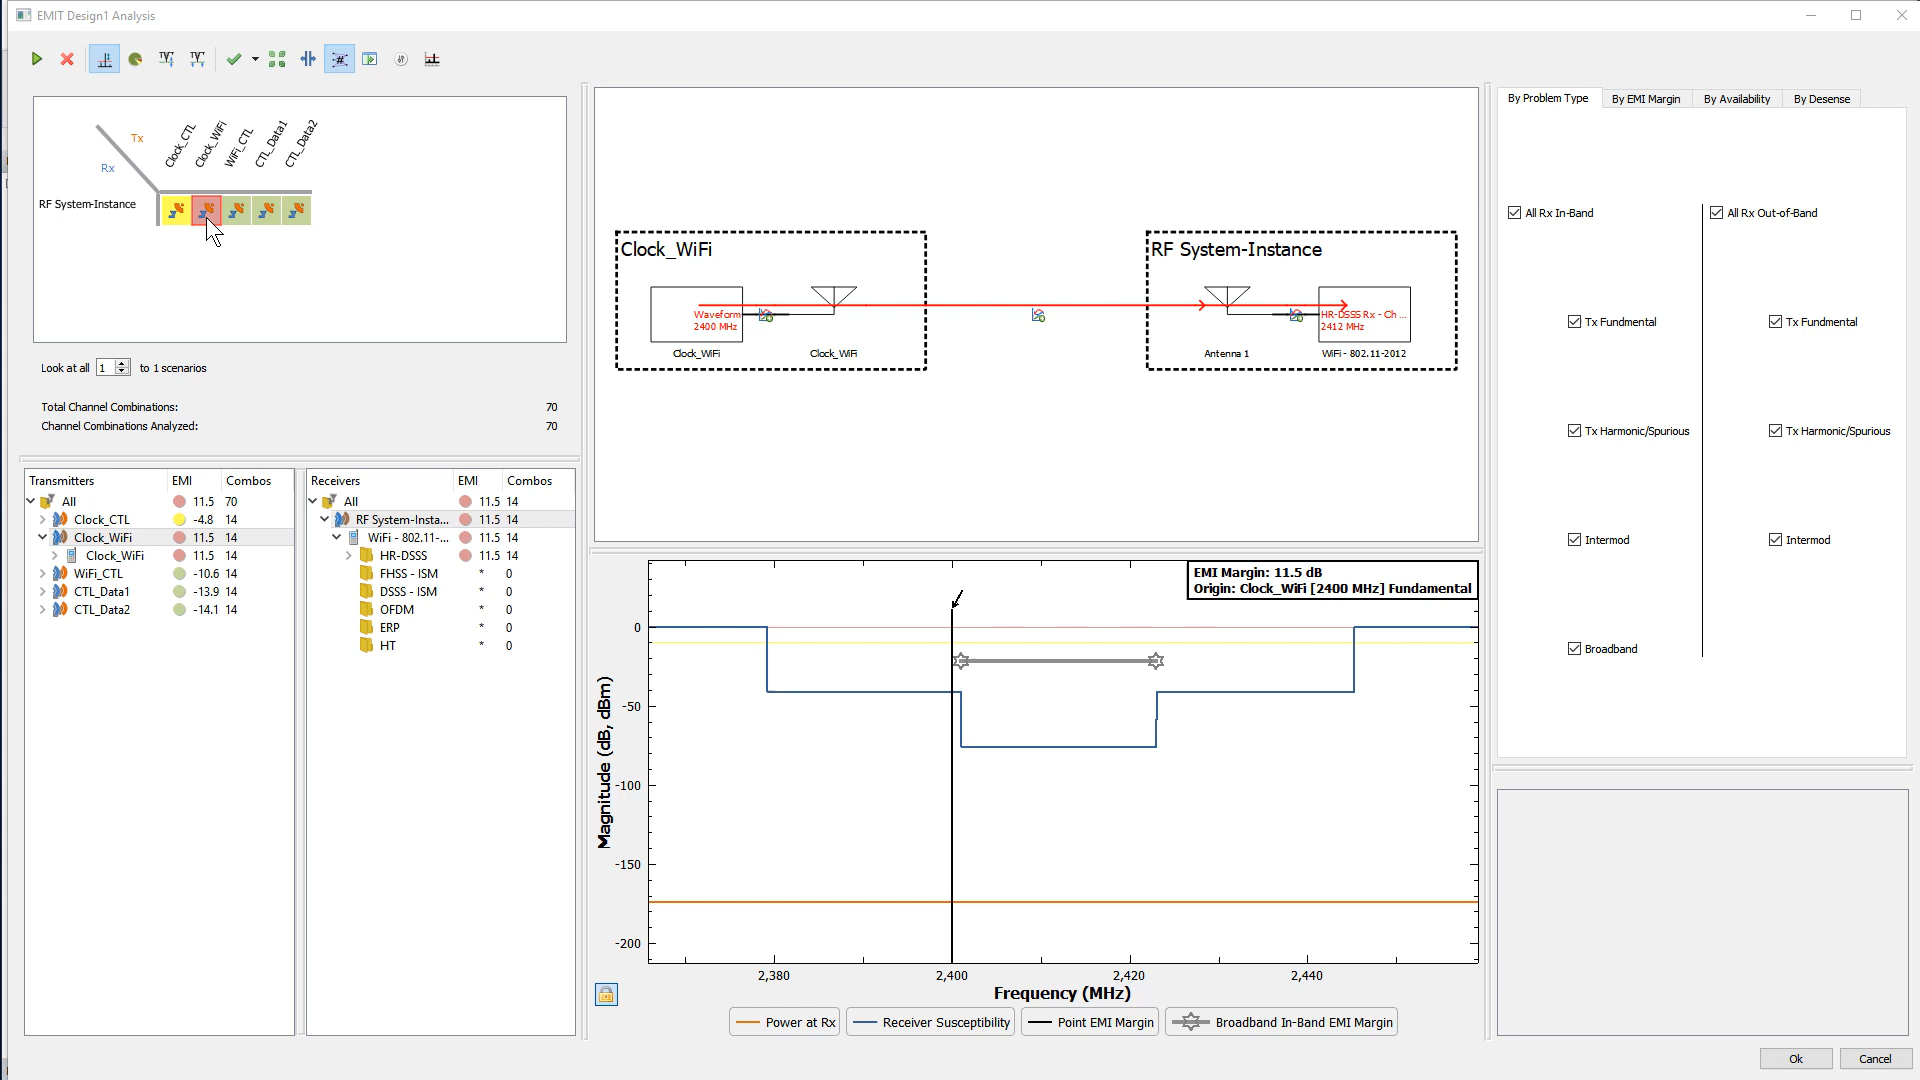 EMIT Design1 Analysis
Tx
Rx
Clock_CTL
Clock_WiFi
WiFi_CTL
CTL_Data1
CTL_Data2
RF System-Instance
Look at all 1 to 1 scenarios
Total Channel Combinations: 70
Channel Combinations Analyzed: 70
Transmitters EMI Combos
All 11.5 70
Clock_CTL -4.8 14
Clock_WiFi 11.5 14
Clock_WiFi 11.5 14
WiFi_CTL -10.6 14
CTL_Data1 -13.9 14
CTL_Data2 -14.1 14
Receivers EMI Combos
All 11.5 14
RF System-Insta... 11.5 14
WiFi - 802.11-... 11.5 14
HR-DSSS 11.5 14
FHSS - ISM * 0
DSSS - ISM * 0
OFDM * 0
ERP * 0
HT * 0
Clock_WiFi
Waveform
2400 MHz
Clock_WiFi
Clock_WiFi
RF System-Instance
HR-DSSS Rx - Ch ...
2412 MHz
Antenna 1
WiFi - 802.11-2012
EMI Margin: 11.5 dB
Origin: Clock_WiFi [2400 MHz] Fundamental
Magnitude (dB, dBm)
0
-50
-100
-150
-200
2,380
2,400
2,420
2,440
Frequency (MHz)
Power at Rx
Receiver Susceptibility
Point EMI Margin
Broadband In-Band EMI Margin
By Problem Type
By EMI Margin
By Availability
By Desense
All Rx In-Band
All Rx Out-of-Band
Tx Fundmental
Tx Fundmental
Tx Harmonic/Spurious
Tx Harmonic/Spurious
Intermod
Intermod
Broadband
Ok
Cancel